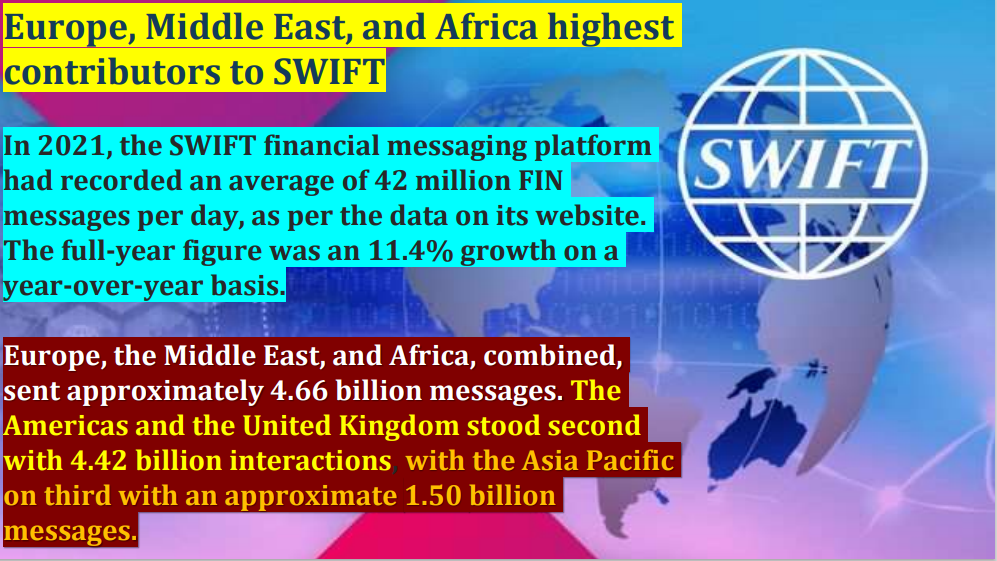 Europe, Middle East, and Africa highest
contributors to SWIFT
In 2021, the SWIFT financial messaging platform
had recorded an average of 42 million FIN
messages per day, as per the data on its website.
The full-year figure was an 11.4% growth on a
year-over-year basis.
Europe, the Middle East, and Africa, combined,
sent approximately 4.66 billion messages. The
Americas and the United Kingdom stood second
with 4.42 billion interactions, with the Asia Pacific
on third with an approximate 1.50 billion
messages.
SWIFT